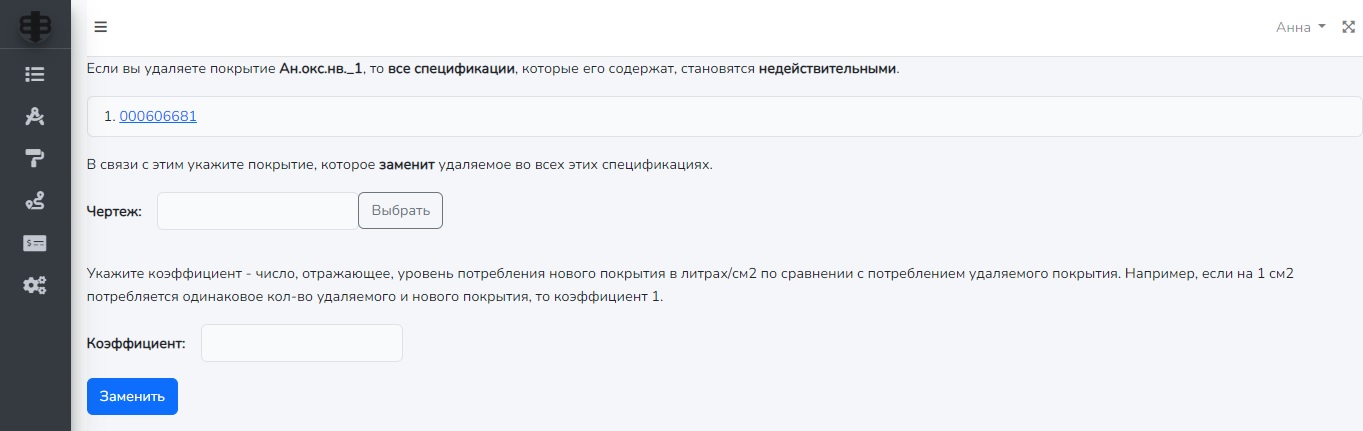 Анна
Если вы удаляете покрытие Ан.окс.нв._1, то все спецификации, которые его содержат, становятся недействительными.
1. 000606681
В связи с этим укажите покрытие, которое заменит удаляемое во всех этих спецификациях.
Чертеж: Выбрать
Укажите коэффициент - число, отражающее, уровень потребления нового покрытия в литрах/см2 по сравнении с потреблением удаляемого покрытия. Например, если на 1 см2
потребляется одинаковое кол-во удаляемого и нового покрытия, то коэффициент 1.
Коэффициент:
Заменить